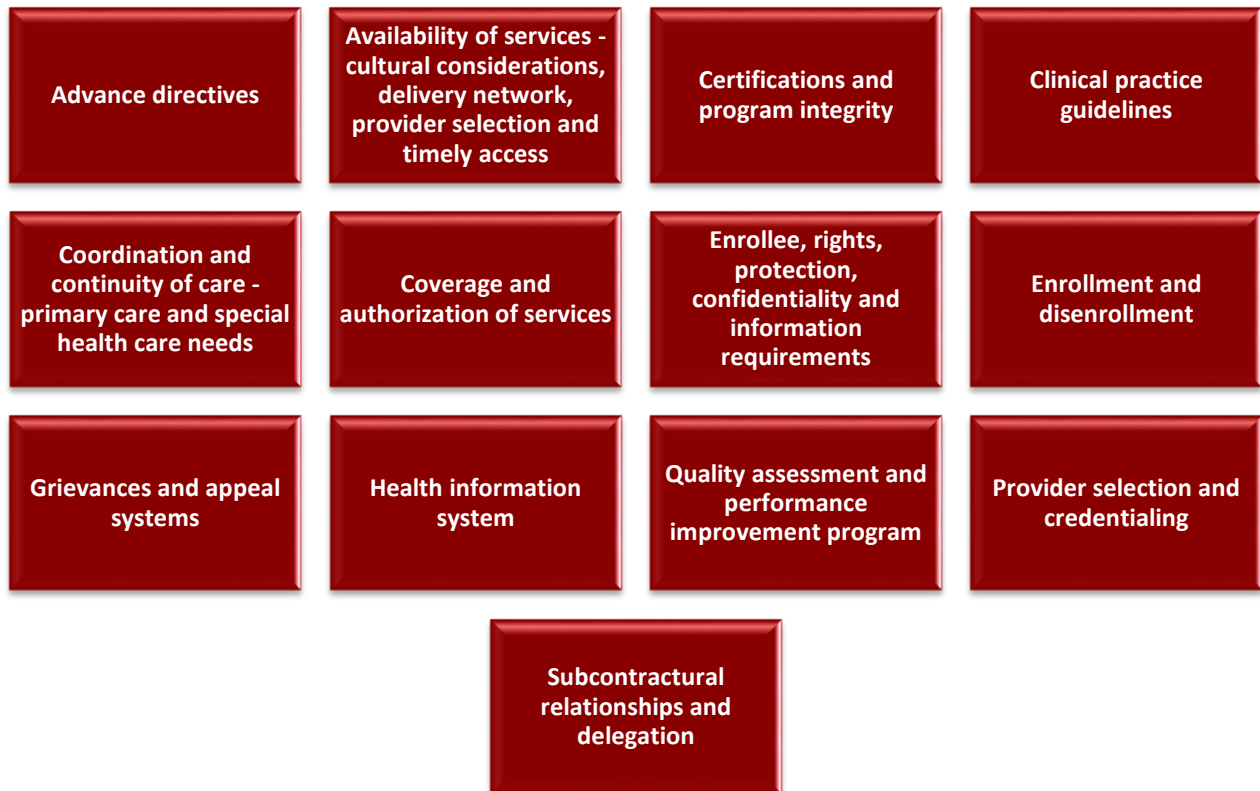 Advance directives
Availability of services -
cultural considerations,
delivery network,
provider selection and
timely access
Certifications and
program integrity
Clinical practice
guidelines
Coordination and
continuity of care -
primary care and special
health care needs
Coverage and
authorization of services
Enrollee, rights,
protection,
confidentiality and
information
requirements
Enrollment and
disenrollment
Grievances and appeal
systems
Health information
system
Quality assessment and
performance
improvement program
Provider selection and
credentialing
Subcontractural
relationships and
delegation